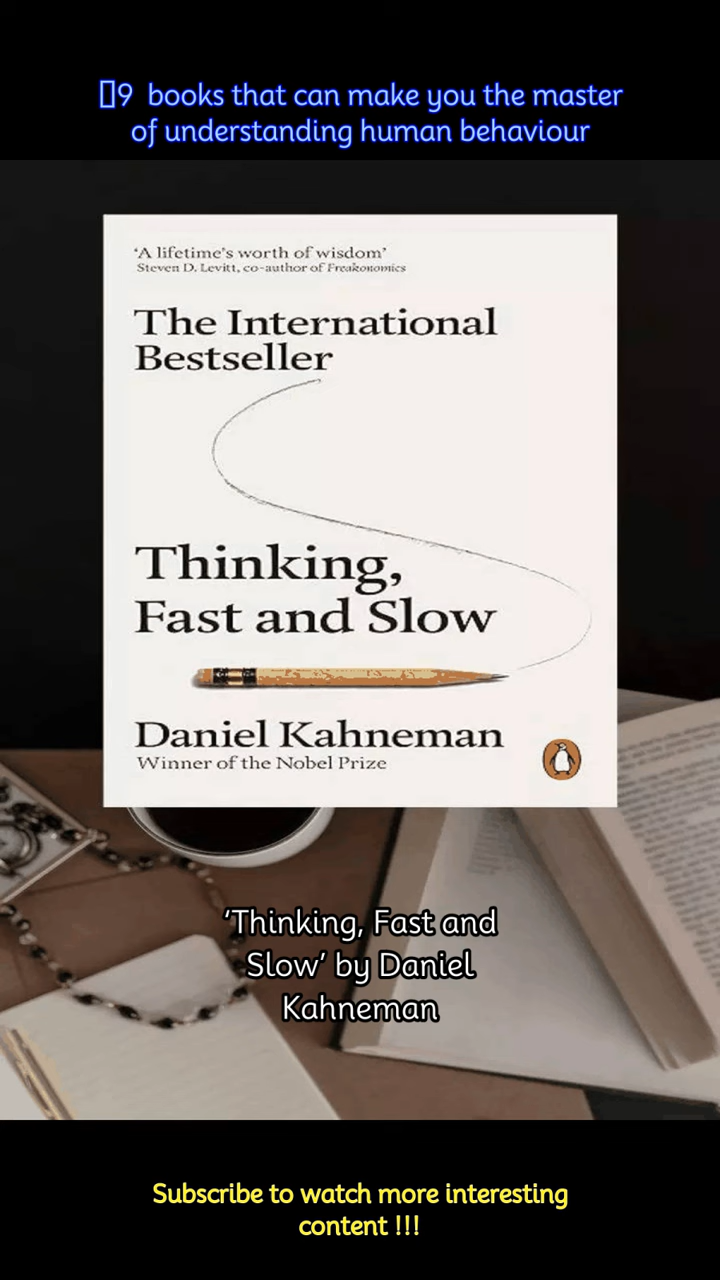 ▯9 books that can make you the master
of understanding human behaviour
‘A lifetime’s worth of wisdom’
Steven D. Levitt, co-author of Freakonomics
The International
Bestseller
Thinking,
Fast and Slow
Daniel Kahneman
Winner of the Nobel Prize
‘Thinking, Fast and
Slow’ by Daniel
Kahneman
Subscribe to watch more interesting
content !!!